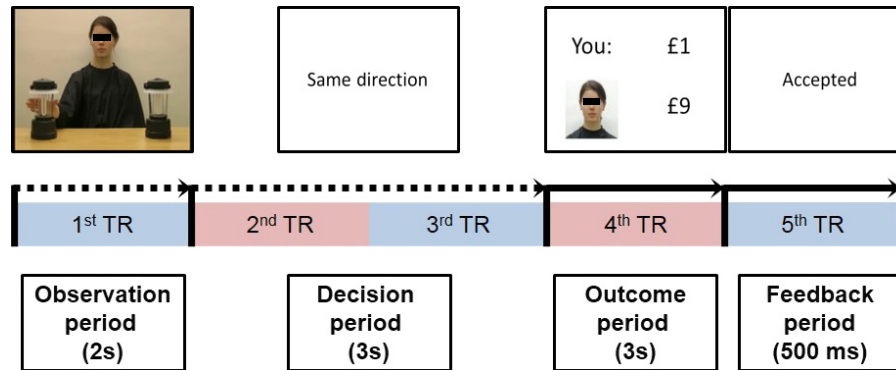 Same direction
You: £1
£9
Accepted
1st TR
2nd TR
3rd TR
4th TR
5th TR
Observation
period
(2s)
Decision
period
(3s)
Outcome
period
(3s)
Feedback
period
(500 ms)